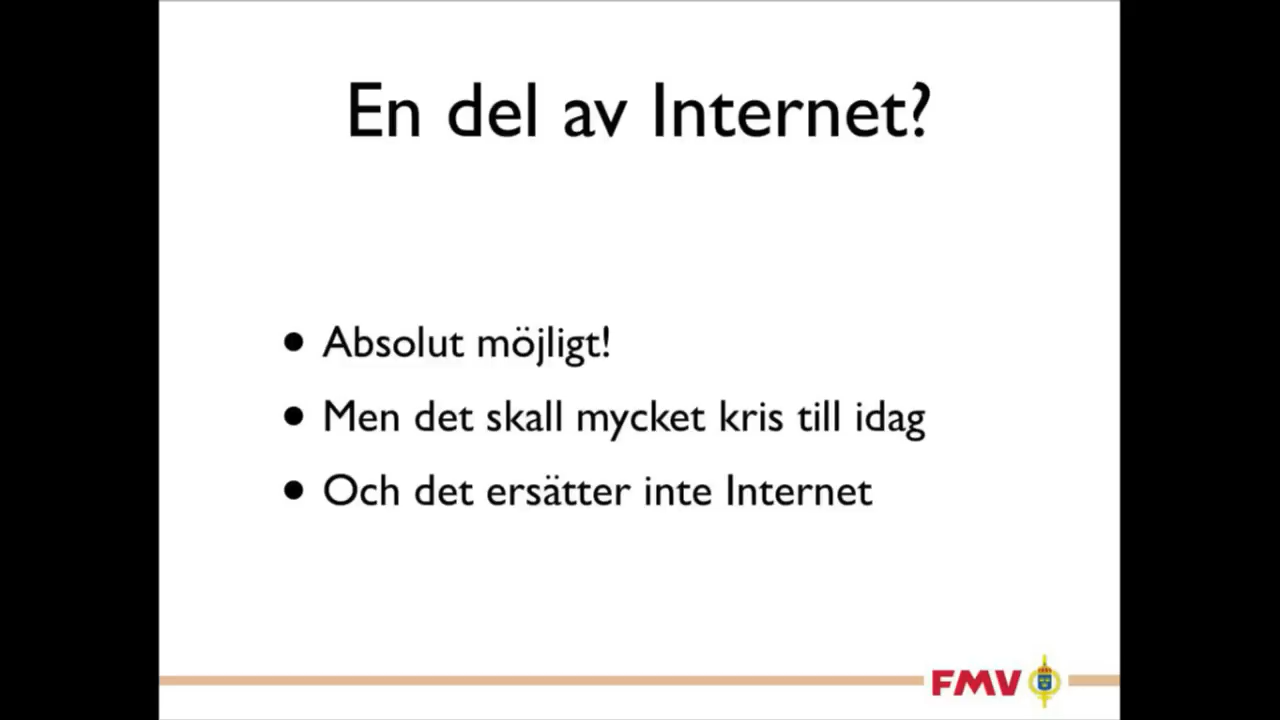 En del av Internet?
• Absolut möjligt!
• Men det skall mycket kris till idag
• Och det ersätter inte Internet
FMV